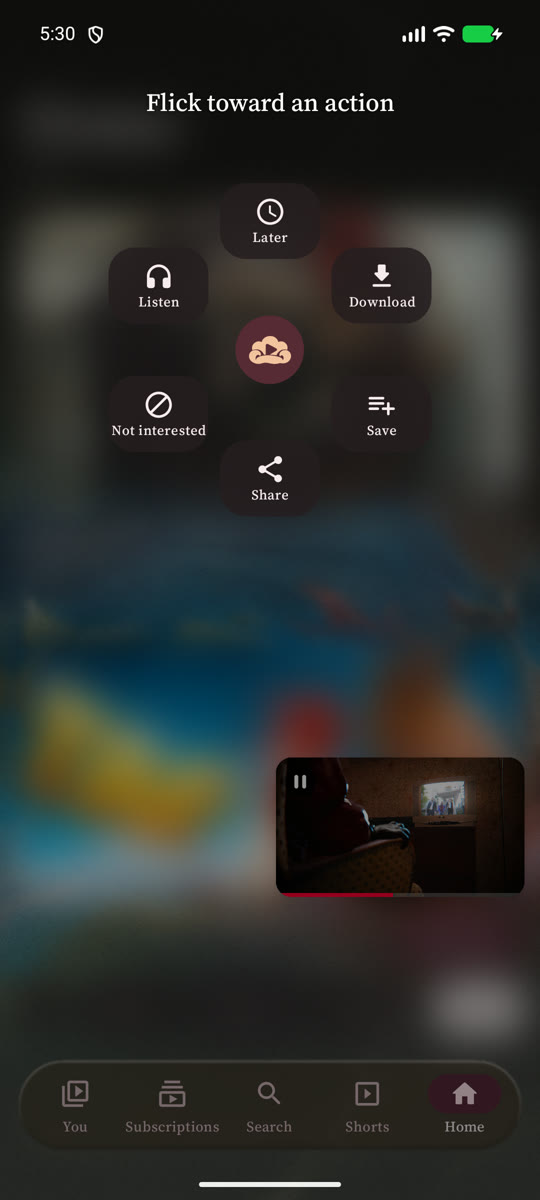 5:30
Flick toward an action
Later
Listen
Download
Not interested
Save
Share
You
Subscriptions
Search
Shorts
Home